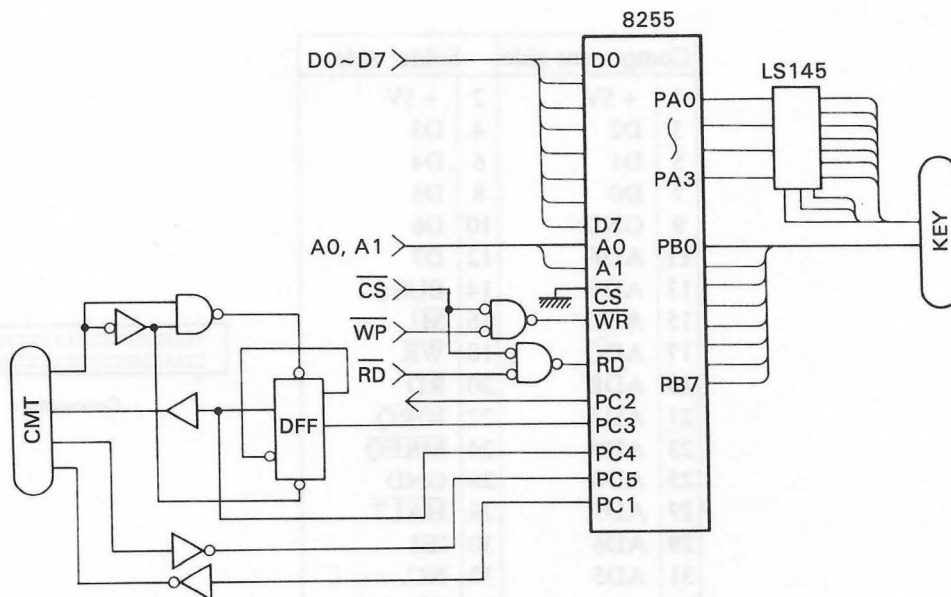 8255
D0~D7
D0
LS145
PA0
PA3
D7
A0, A1
A0
PB0
A1
KEY
CS
CS
WR
WP
RD
RD
PB7
PC2
CMT
DFF
PC3
PC4
PC5
PC1